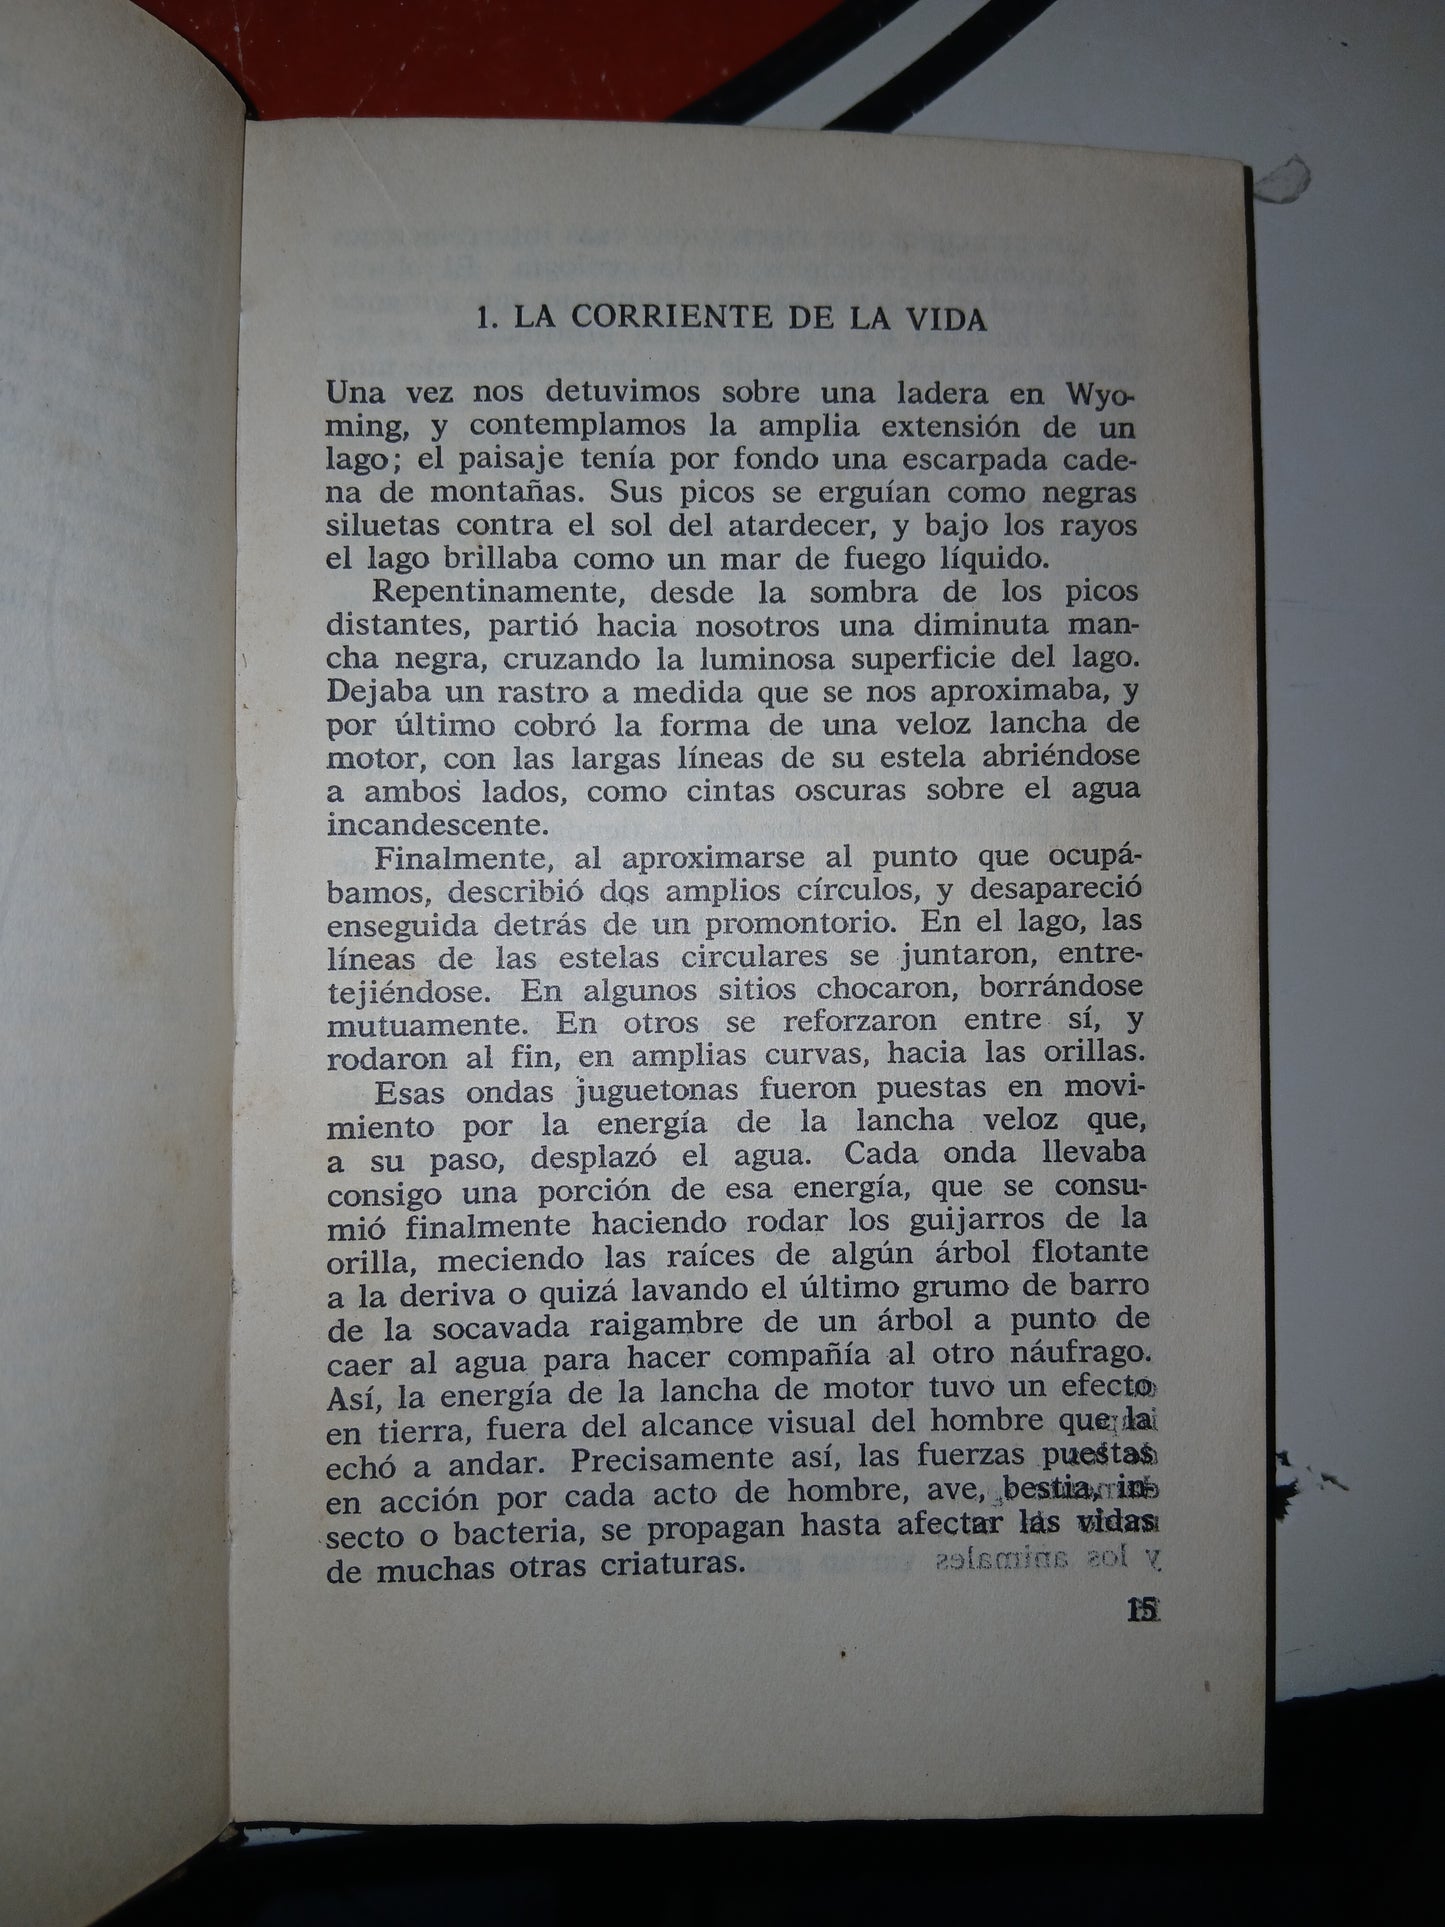 1. LA CORRIENTE DE LA VIDA
Una vez nos detuvimos sobre una ladera en Wyo-
ming, y contemplamos la amplia extensión de un
lago; el paisaje tenía por fondo una escarpada cade-
na de montañas. Sus picos se erguían como negras
siluetas contra el sol del atardecer, y bajo los rayos
el lago brillaba como un mar de fuego líquido.
Repentinamente, desde la sombra de los picos
distantes, partió hacia nosotros una diminuta man-
cha negra, cruzando la luminosa superficie del lago.
Dejaba un rastro a medida que se nos aproximaba, y
por último cobró la forma de una veloz lancha de
motor, con las largas líneas de su estela abriéndose
a ambos lados, como cintas oscuras sobre el agua
incandescente.
Finalmente, al aproximarse al punto que ocupá-
bamos, describió dos amplios círculos, y desapareció
enseguida detrás de un promontorio. En el lago, las
líneas de las estelas circulares se juntaron, entre-
tejiéndose. En algunos sitios chocaron, borrándose
mutuamente. En otros se reforzaron entre sí, y
rodaron al fin, en amplias curvas, hacia las orillas.
Esas ondas juguetonas fueron puestas en movi-
miento por la energía de la lancha veloz que,
a su paso, desplazó el agua. Cada onda llevaba
consigo una porción de esa energía, que se consu-
mió finalmente haciendo rodar los guijarros de la
orilla, meciendo las raíces de algún árbol flotante
a la deriva o quizá lavando el último grumo de barro
de la socavada raigambre de un árbol a punto de
caer al agua para hacer compañía al otro náufrago.
Así, la energía de la lancha de motor tuvo un efecto
en tierra, fuera del alcance visual del hombre que la
echó a andar. Precisamente así, las fuerzas puestas
en acción por cada acto de hombre, ave, bestia, in-
secto o bacteria, se propagan hasta afectar las vidas
de muchas otras criaturas.
y los animales
15